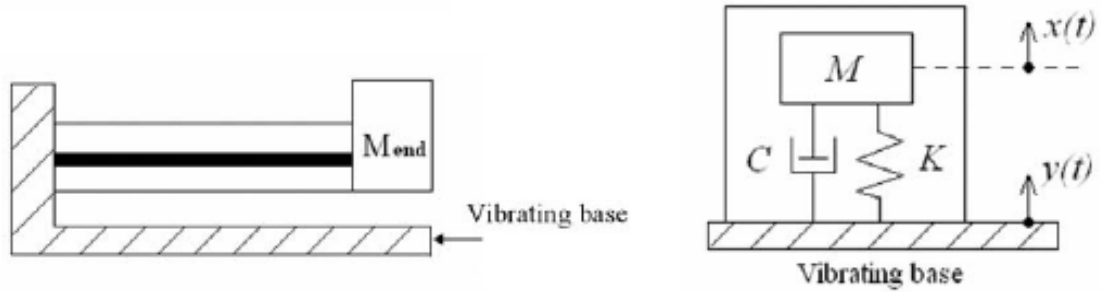 Mend
Vibrating base
M
x(t)
C
K
y(t)
Vibrating base